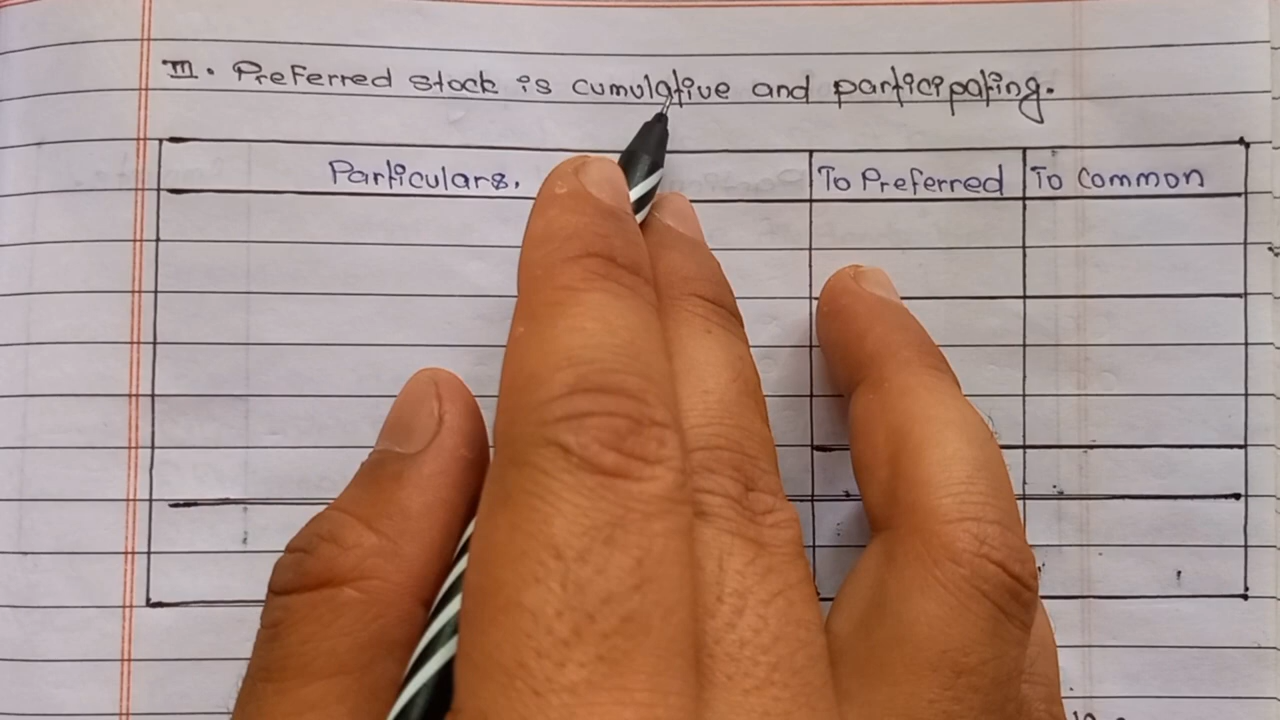 III. Preferred stock is cumulative and participating.
Particulars. To Preferred To Common